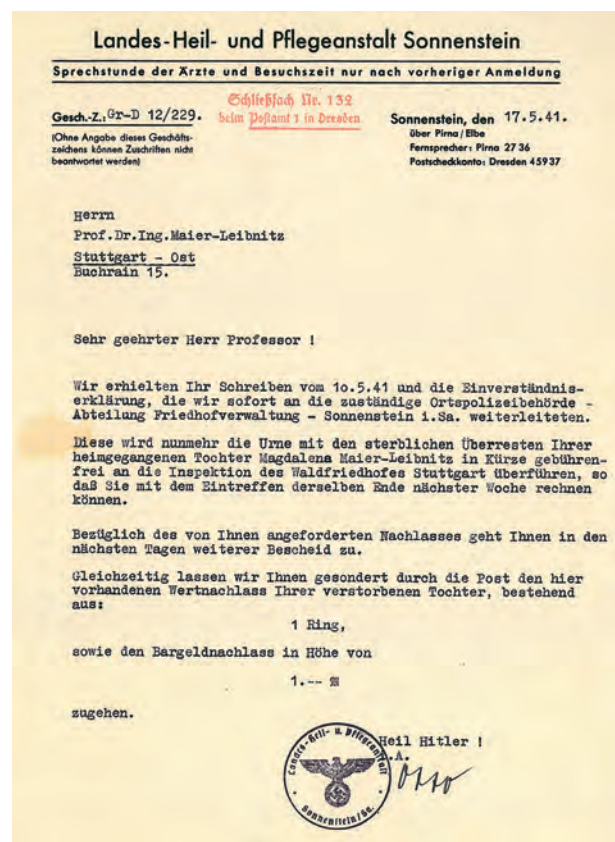 Landes-Heil- und Pflegeanstalt Sonnenstein
Sprechstunde der Ärzte und Besuchszeit nur nach vorheriger Anmeldung
Gesch.-Z.: Gr-D 12/229.
(Ohne Angabe dieses Geschäfts-
zeichens können Zuschriften nicht
beantwortet werden)
Schließfach Nr. 132
beim Postamt 1 in Dresden
Sonnenstein, den 17.5.41.
über Pirna / Elbe
Fernsprecher: Pirna 27 36
Postscheckkonto: Dresden 459 37
Herrn
Prof.Dr.Ing.Maier-Leibnitz
Stuttgart - Ost
Buchrain 15.
Sehr geehrter Herr Professor !
Wir erhielten Ihr Schreiben vom 1o.5.41 und die Einverständnis-
erklärung, die wir sofort an die zuständige Ortspolizeibehörde -
Abteilung Friedhofverwaltung - Sonnenstein i.Sa. weiterleiteten.
Diese wird nunmehr die Urne mit den sterblichen Überresten Ihrer
heimgegangenen Tochter Magdalena Maier-Leibnitz in Kürze gebühren-
frei an die Inspektion des Waldfriedhofes Stuttgart überführen, so
daß Sie mit dem Eintreffen derselben Ende nächster Woche rechnen
können.
Bezüglich des von Ihnen angeforderten Nachlasses geht Ihnen in den
nächsten Tagen weiterer Bescheid zu.
Gleichzeitig lassen wir Ihnen gesondert durch die Post den hier
vorhandenen Wertnachlass Ihrer verstorbenen Tochter, bestehend
aus:
1 Ring,
sowie den Bargeldnachlass in Höhe von
1.--
zugehen.
Heil Hitler !
.A.
Otto
Landes-Heil- u. Pflegeanstalt
Sonnenstein/Sa.